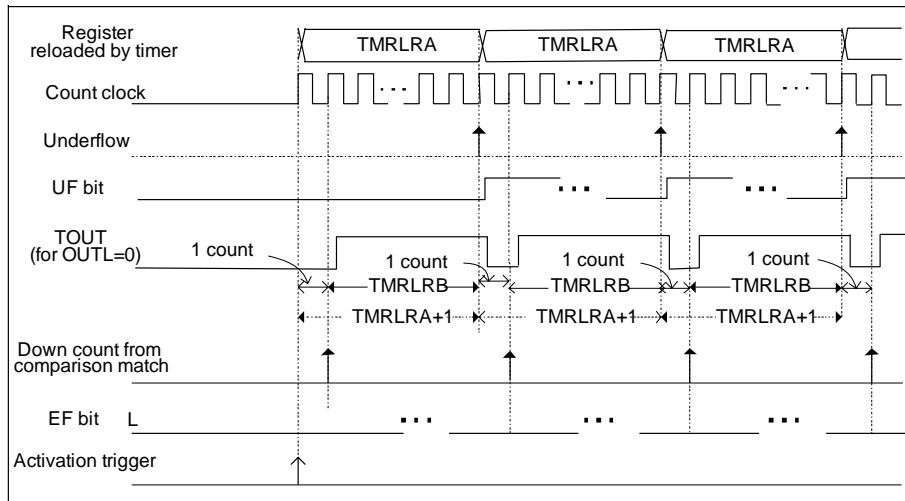 Register
reloaded by timer
TMRLRA TMRLRA TMRLRA
Count clock
Underflow
UF bit
TOUT
(for OUTL=0)
1 count 1 count 1 count 1 count
TMRLRB TMRLRB TMRLRB
TMRLRA+1 TMRLRA+1 TMRLRA+1
Down count from
comparison match
EF bit L
Activation trigger